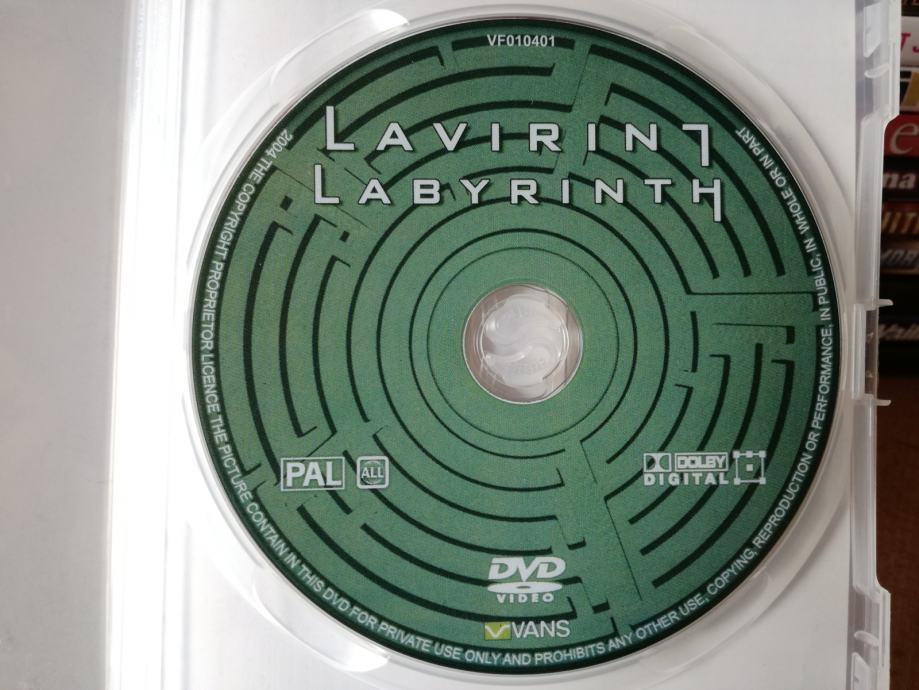 VF010401
LAVIRINT
LABYRINTH
2004 THE COPYRIGHT PROPRIETOR LICENCE THE PICTURE CONTAIN IN THIS DVD FOR PRIVATE USE ONLY AND PROHIBITS ANY OTHER USE, COPYING, REPRODUCTION OR PERFORMANCE, IN PUBLIC, IN WHOLE OR IN PART
PAL
ALL
DOLBY
DIGITAL
DVD
VIDEO
VANS